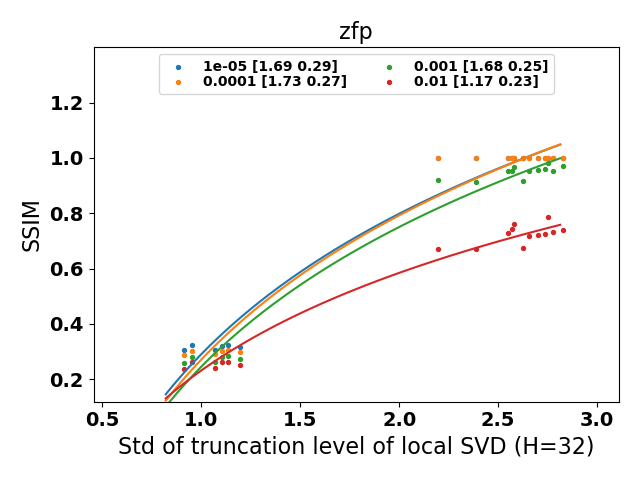 zfp
1e-05 [1.69 0.29]
0.0001 [1.73 0.27]
0.001 [1.68 0.25]
0.01 [1.17 0.23]
SSIM
1.2
1.0
0.8
0.6
0.4
0.2
0.5 1.0 1.5 2.0 2.5 3.0
Std of truncation level of local SVD (H=32)